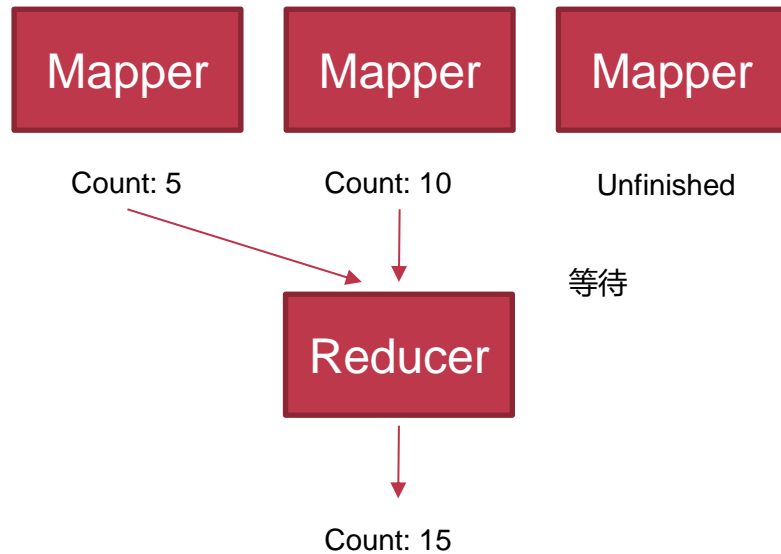 Mapper
Mapper
Mapper
Count: 5
Count: 10
Unfinished
等待
Reducer
Count: 15